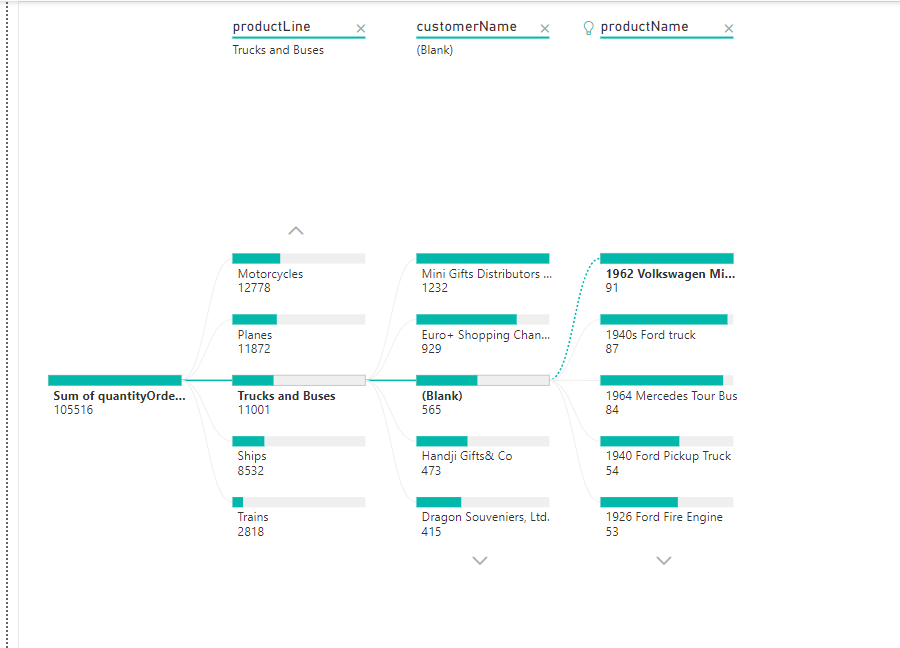 productLine
Trucks and Buses
customerName
(Blank)
productName
Sum of quantityOrde...
105516
Motorcycles
12778
Planes
11872
Trucks and Buses
11001
Ships
8532
Trains
2818
Mini Gifts Distributors ...
1232
Euro+ Shopping Chan...
929
(Blank)
565
Handji Gifts& Co
473
Dragon Souveniers, Ltd.
415
1962 Volkswagen Mi...
91
1940s Ford truck
87
1964 Mercedes Tour Bus
84
1940 Ford Pickup Truck
54
1926 Ford Fire Engine
53